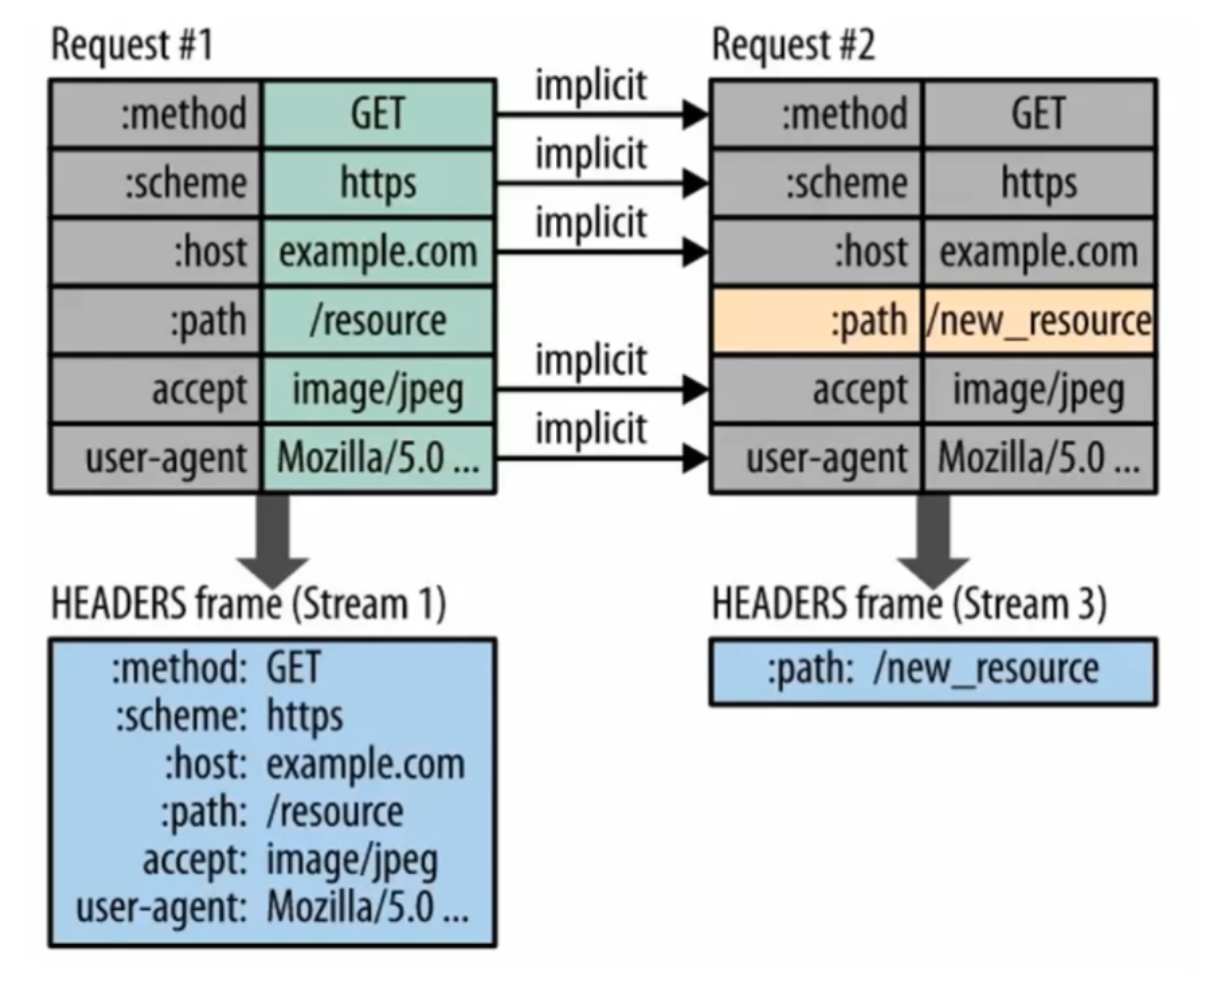 Request #1
:method GET
:scheme https
:host example.com
:path /resource
accept image/jpeg
user-agent Mozilla/5.0 ...
implicit
implicit
implicit
implicit
implicit
Request #2
:method GET
:scheme https
:host example.com
:path /new_resource
accept image/jpeg
user-agent Mozilla/5.0 ...
HEADERS frame (Stream 1)
:method: GET
:scheme: https
:host: example.com
:path: /resource
accept: image/jpeg
user-agent: Mozilla/5.0 ...
HEADERS frame (Stream 3)
:path: /new_resource